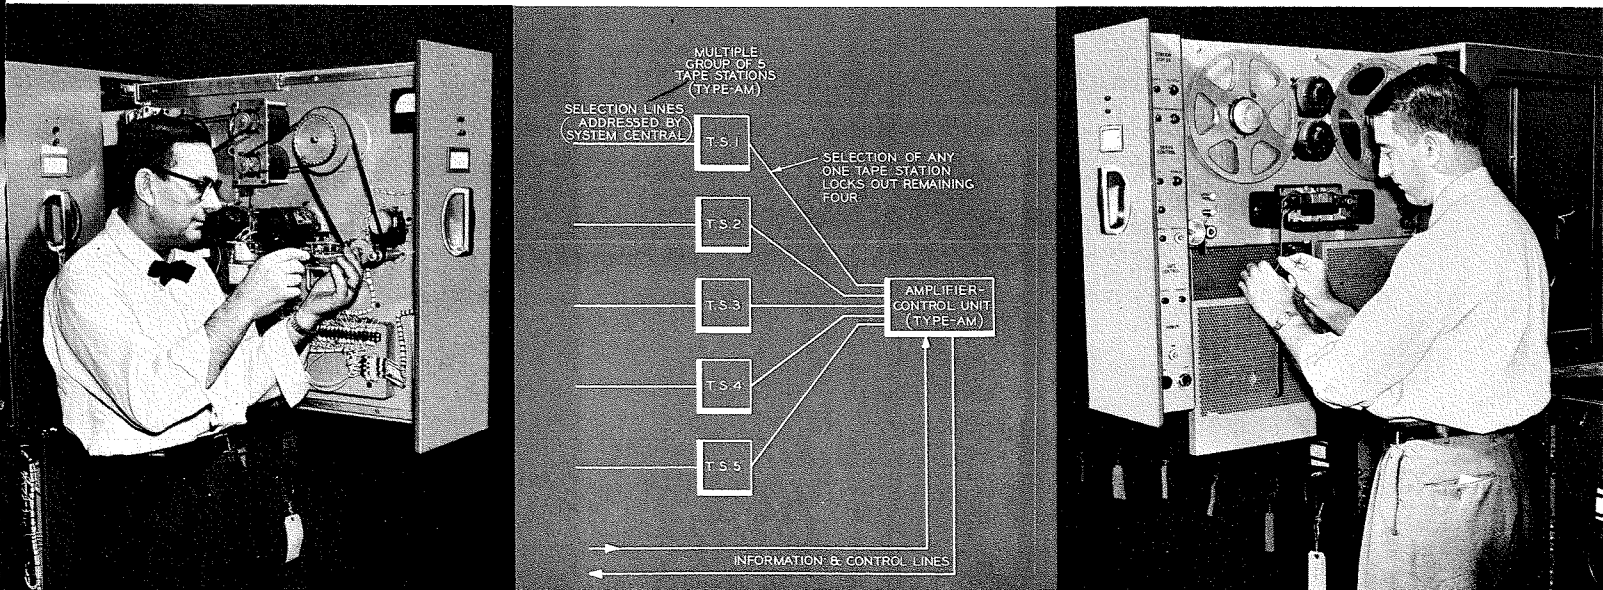 MULTIPLE
GROUP OF 5
TAPE STATIONS
(TYPE-AM)
SELECTION LINES
(ADDRESSED BY
SYSTEM CENTRAL)
T.S.1
SELECTION OF ANY
ONE TAPE STATION
LOCKS OUT REMAINING
FOUR.
T.S.2
T.S.3
AMPLIFIER-
CONTROL UNIT
(TYPE-AM)
T.S.4
T.S.5
INFORMATION & CONTROL LINES